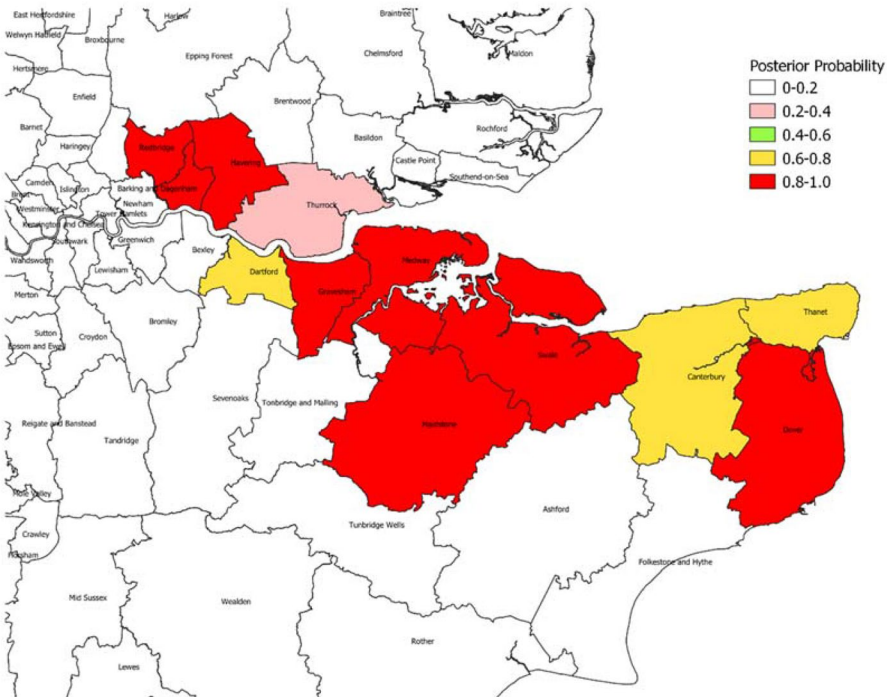 East Hertfordshire
Harlow
Braintree
Welwyn Hatfield
Broxbourne
Epping Forest
Chelmsford
Maldon
Hertsmere
Enfield
Brentwood
Barnet
Basildon
Rochford
Haringey
Redbridge
Havering
Castle Point
Southend-on-Sea
Camden
Islington
Barking and Dagenham
Brent
Newham
Westminster
Tower Hamlets
Thurrock
Kensington and Chelsea
Southwark
Greenwich
Bexley
Wandsworth
Lewisham
Dartford
Medway
Merton
Gravesham
Thanet
Bromley
Sutton
Croydon
Epsom and Ewell
Swale
Canterbury
Sevenoaks
Tonbridge and Malling
Reigate and Banstead
Maidstone
Dover
Tandridge
Mole Valley
Ashford
Tunbridge Wells
Crawley
Horsham
Folkestone and Hythe
Mid Sussex
Wealden
Rother
Lewes
Posterior Probability
0-0.2
0.2-0.4
0.4-0.6
0.6-0.8
0.8-1.0